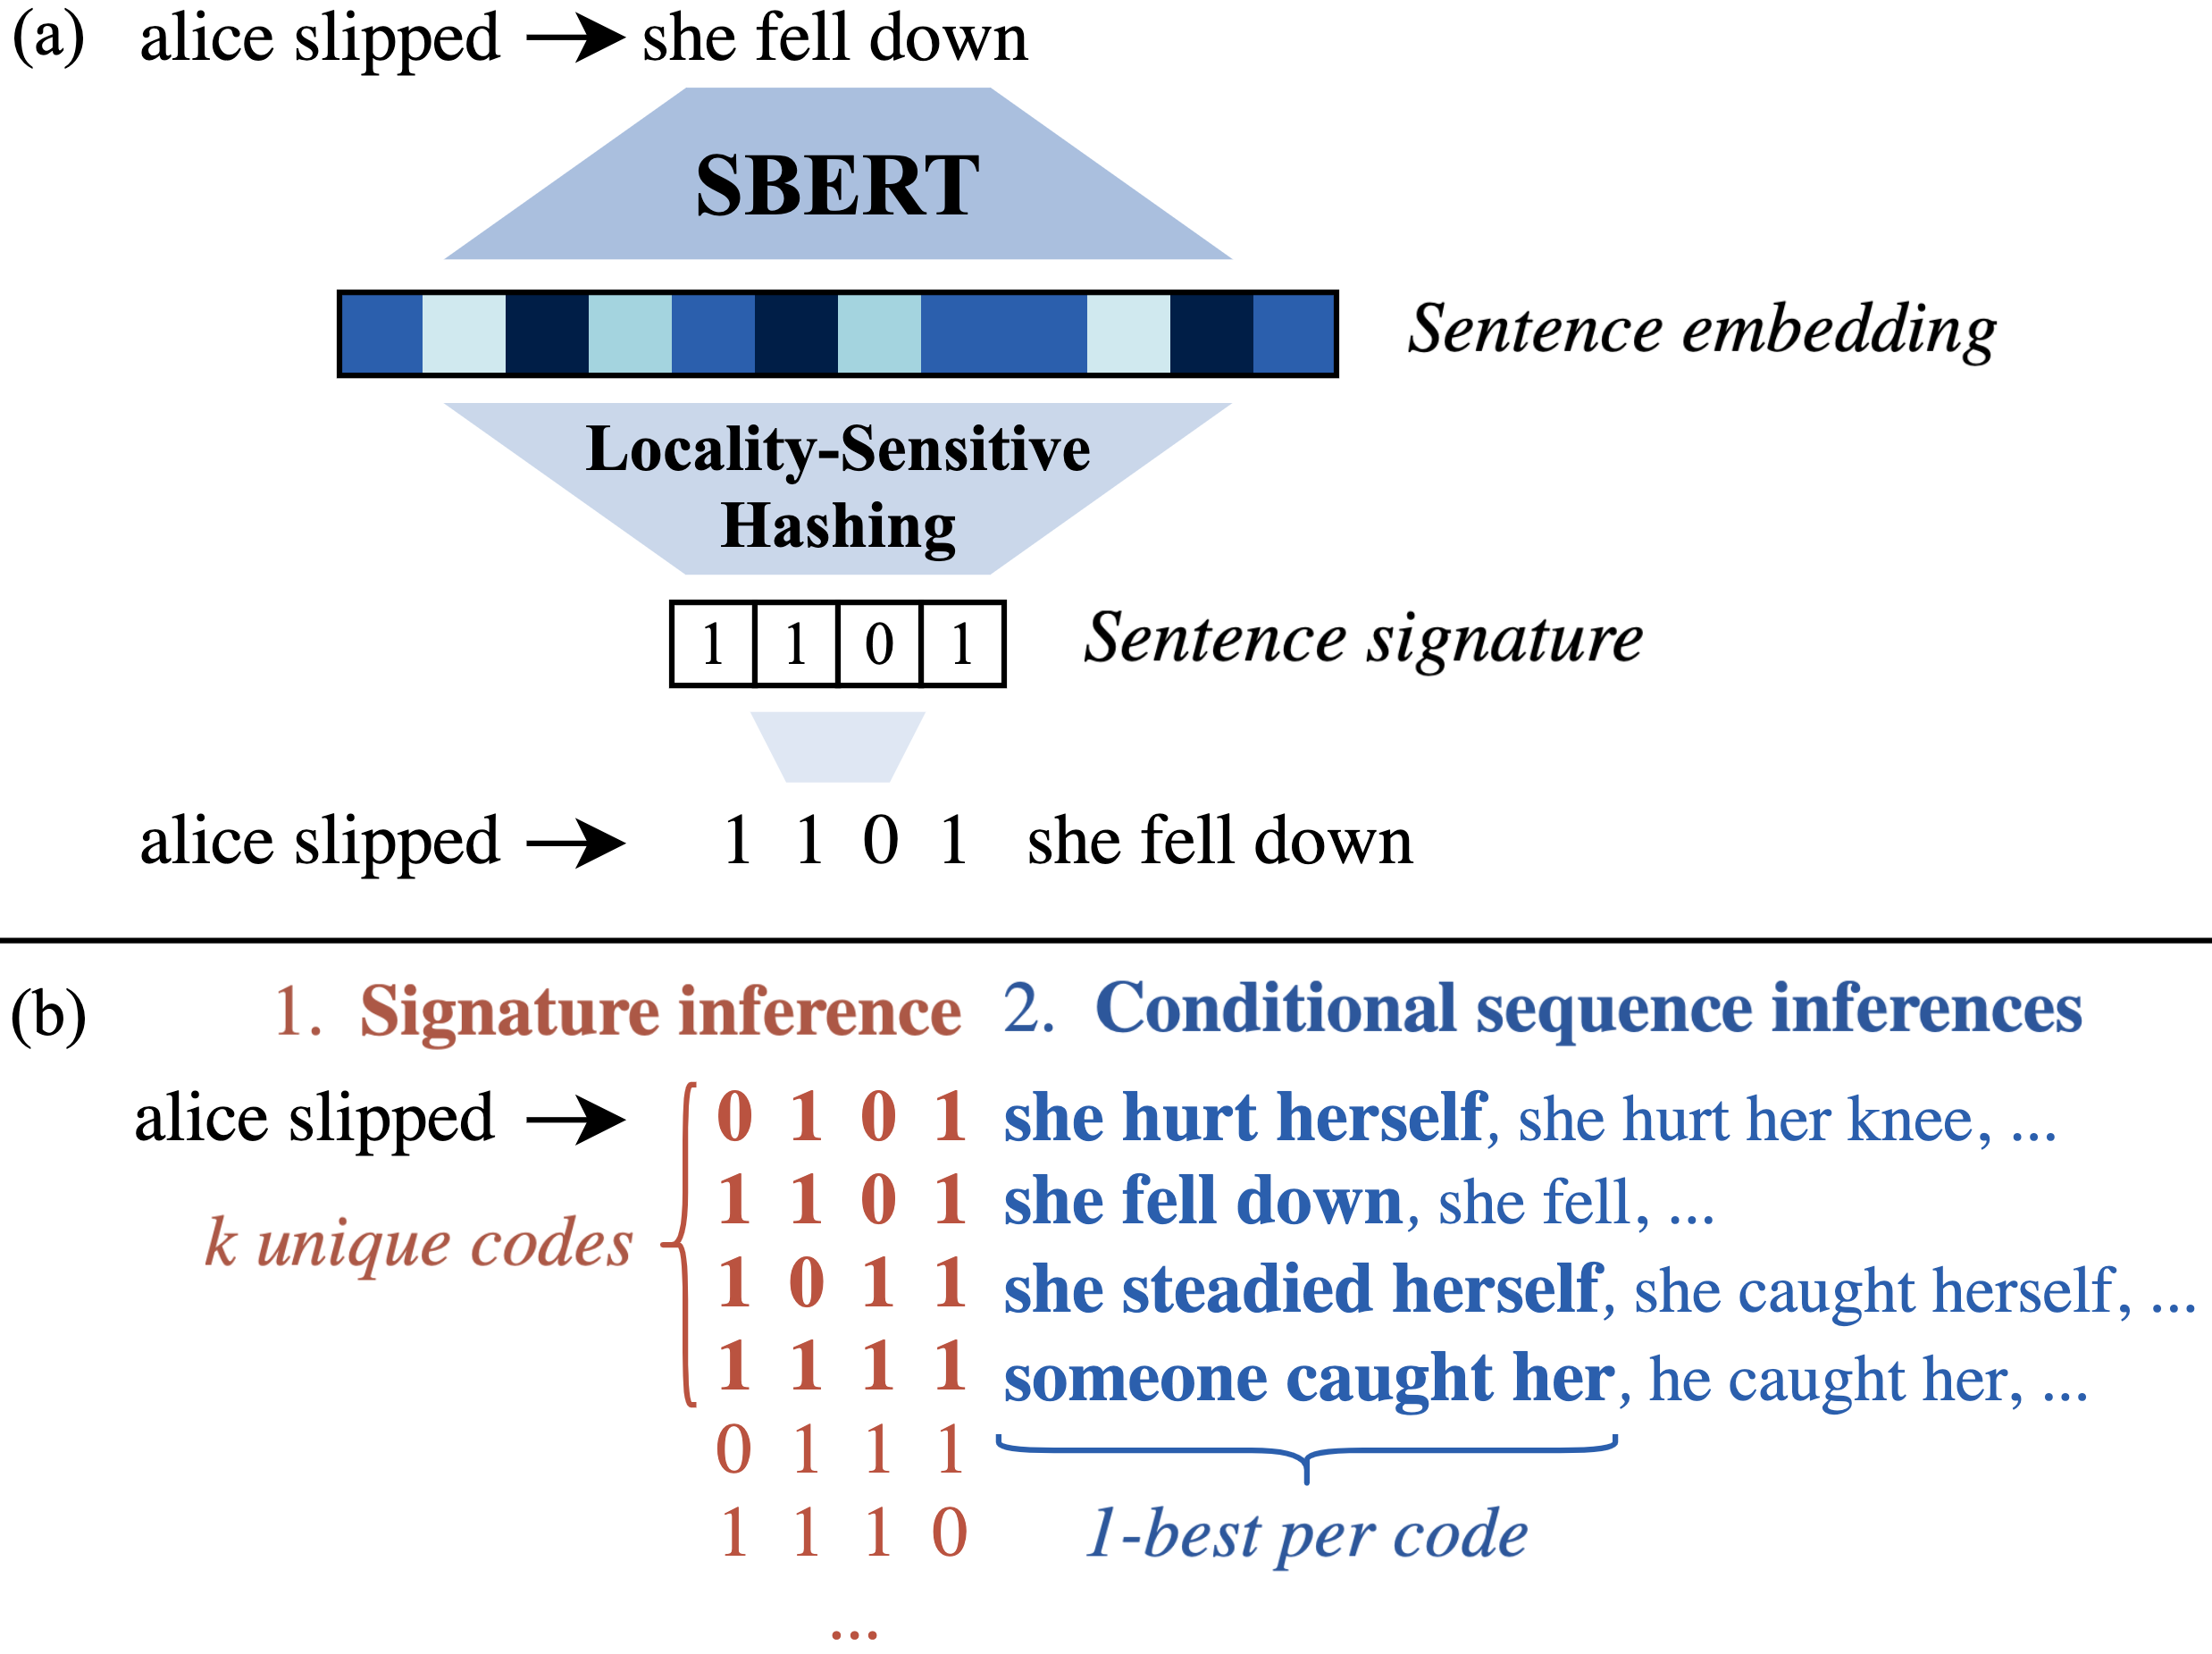 (a) alice slipped → she fell down
SBERT
Sentence embedding
Locality-Sensitive
Hashing
1 1 0 1 Sentence signature
alice slipped → 1 1 0 1 she fell down
(b) 1. Signature inference 2. Conditional sequence inferences
alice slipped → 0 1 0 1 she hurt herself, she hurt her knee, ...
1 1 0 1 she fell down, she fell, ...
k unique codes
1 0 1 1 she steadied herself, she caught herself, ...
1 1 1 1 someone caught her, he caught her, ...
0 1 1 1
1 1 1 0 1-best per code
...